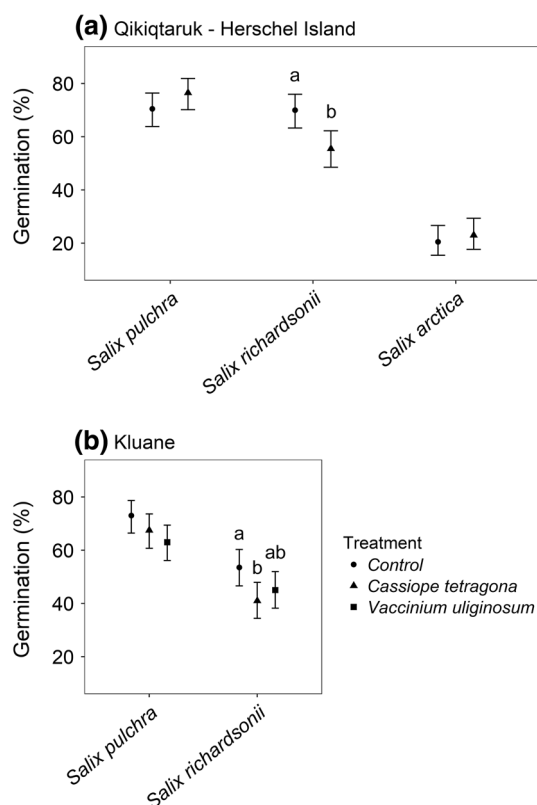 (a) Qikiqtaruk - Herschel Island
Germination (%)
80
60
40
20
a
b
Salix pulchra
Salix richardsonii
Salix arctica
(b) Kluane
Germination (%)
80
60
40
20
a
b
ab
Salix pulchra
Salix richardsonii
Treatment
Control
Cassiope tetragona
Vaccinium uliginosum